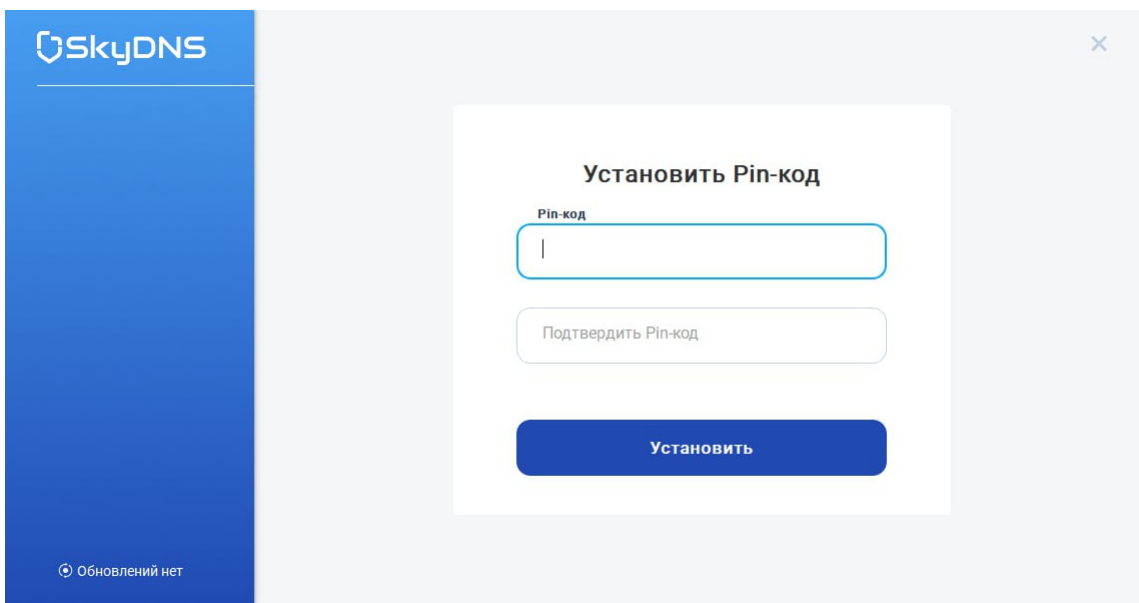 SkyDNS
Установить Pin-код
Pin-код
Подтвердить Pin-код
Установить
Обновлений нет